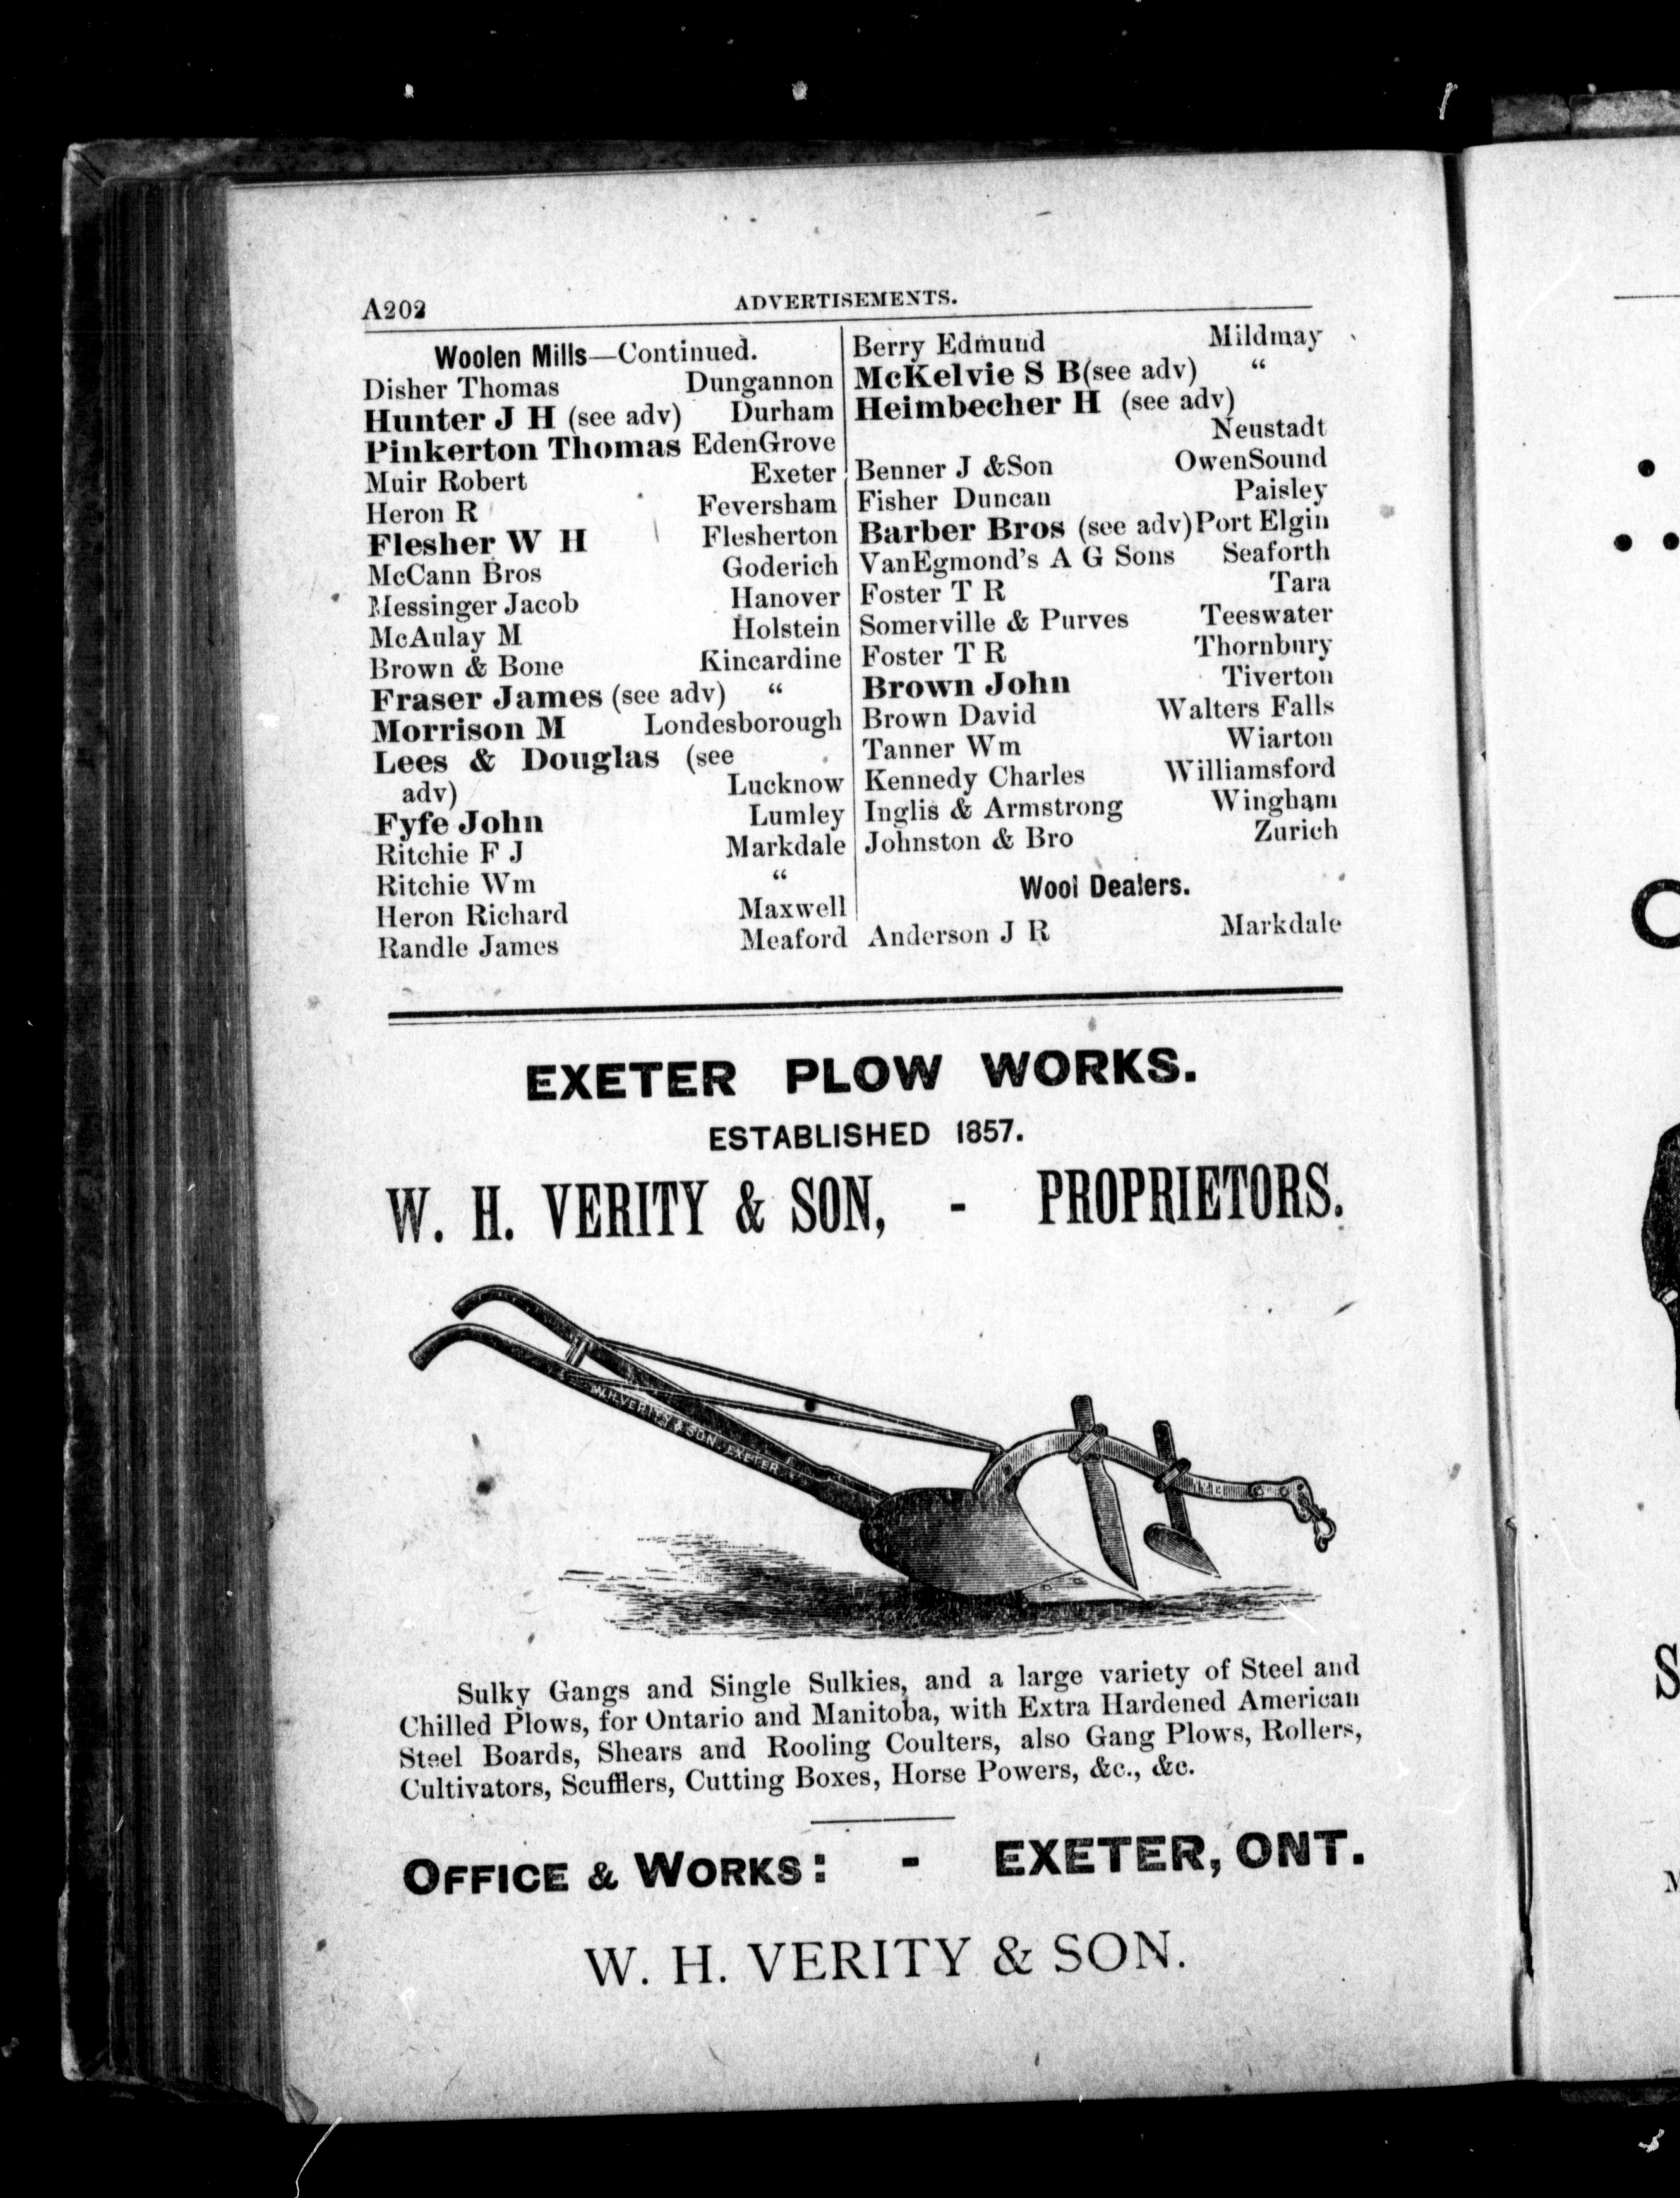 A202 ADVERTISEMENTS.
Woolen Mills—Continued.
Disher Thomas Dungannon
Hunter J H (see adv) Durham
Pinkerton Thomas EdenGrove
Muir Robert Exeter
Heron R Feversham
Flesher W H Flesherton
McCann Bros Goderich
Messinger Jacob Hanover
McAulay M Holstein
Brown & Bone Kincardine
Fraser James (see adv) “
Morrison M Londesborough
Lees & Douglas (see
adv) Lucknow
Fyfe John Lumley
Ritchie F J Markdale
Ritchie Wm “
Heron Richard Maxwell
Randle James Meaford
Berry Edmund Mildmay
McKelvie S B(see adv) “
Heimbecher H (see adv)
Neustadt
Benner J &Son OwenSound
Fisher Duncan Paisley
Barber Bros (see adv)Port Elgin
VanEgmond's A G Sons Seaforth
Foster T R Tara
Somerville & Purves Teeswater
Foster T R Thornbury
Brown John Tiverton
Brown David Walters Falls
Tanner Wm Wiarton
Kennedy Charles Williamsford
Inglis & Armstrong Wingham
Johnston & Bro Zurich
Wool Dealers.
Anderson J R Markdale
EXETER PLOW WORKS.
ESTABLISHED 1857.
W. H. VERITY & SON, - PROPRIETORS.
W.H.VERITY & SON. EXETER
Sulky Gangs and Single Sulkies, and a large variety of Steel and
Chilled Plows, for Ontario and Manitoba, with Extra Hardened American
Steel Boards, Shears and Rooling Coulters, also Gang Plows, Rollers,
Cultivators, Scufflers, Cutting Boxes, Horse Powers, &c., &c.
OFFICE & WORKS: - EXETER, ONT.
W. H. VERITY & SON.